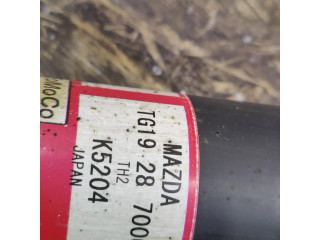 MoCo
MAZDA
TG19 28 700
TH2
K5204
JAPAN